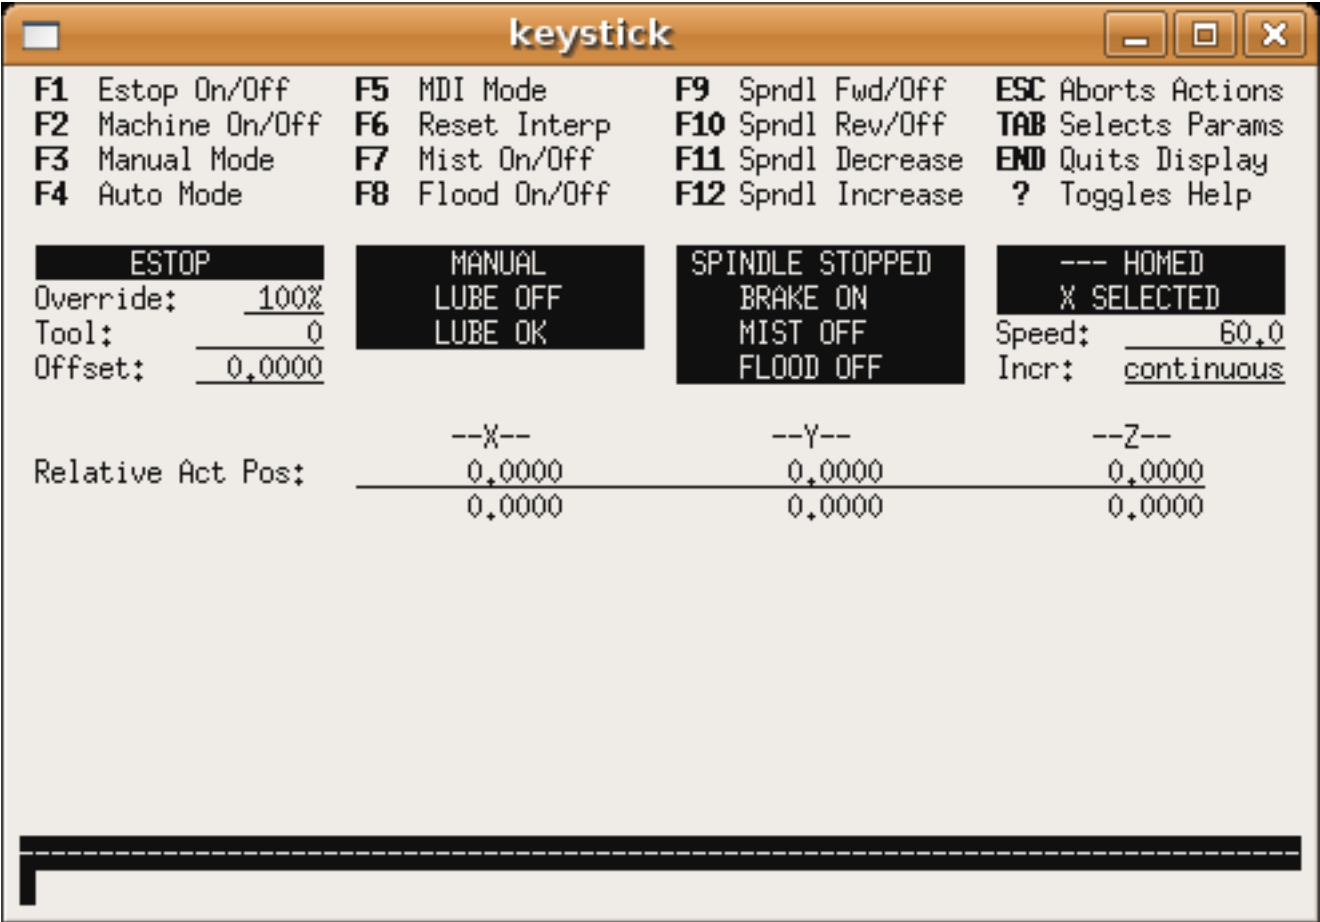 keystick
F1 Estop On/Off F5 MDI Mode F9 Spndl Fwd/Off ESC Aborts Actions
F2 Machine On/Off F6 Reset Interp F10 Spndl Rev/Off TAB Selects Params
F3 Manual Mode F7 Mist On/Off F11 Spndl Decrease END Quits Display
F4 Auto Mode F8 Flood On/Off F12 Spndl Increase ? Toggles Help
ESTOP MANUAL SPINDLE STOPPED --- HOMED
Override: 100% LUBE OFF BRAKE ON X SELECTED
Tool: 0 LUBE OK MIST OFF Speed: 60.0
Offset: 0.0000 FLOOD OFF Incr: continuous
--X-- --Y-- --Z--
Relative Act Pos: 0.0000 0.0000 0.0000
0.0000 0.0000 0.0000
--------------------------------------------------------------------------------